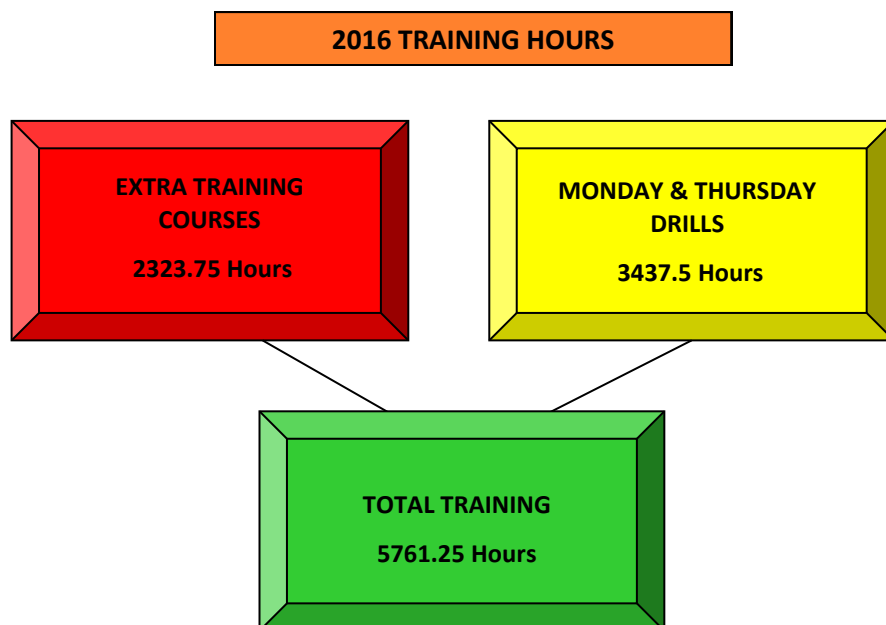 2016 TRAINING HOURS
EXTRA TRAINING
COURSES
2323.75 Hours
MONDAY & THURSDAY
DRILLS
3437.5 Hours
TOTAL TRAINING
5761.25 Hours